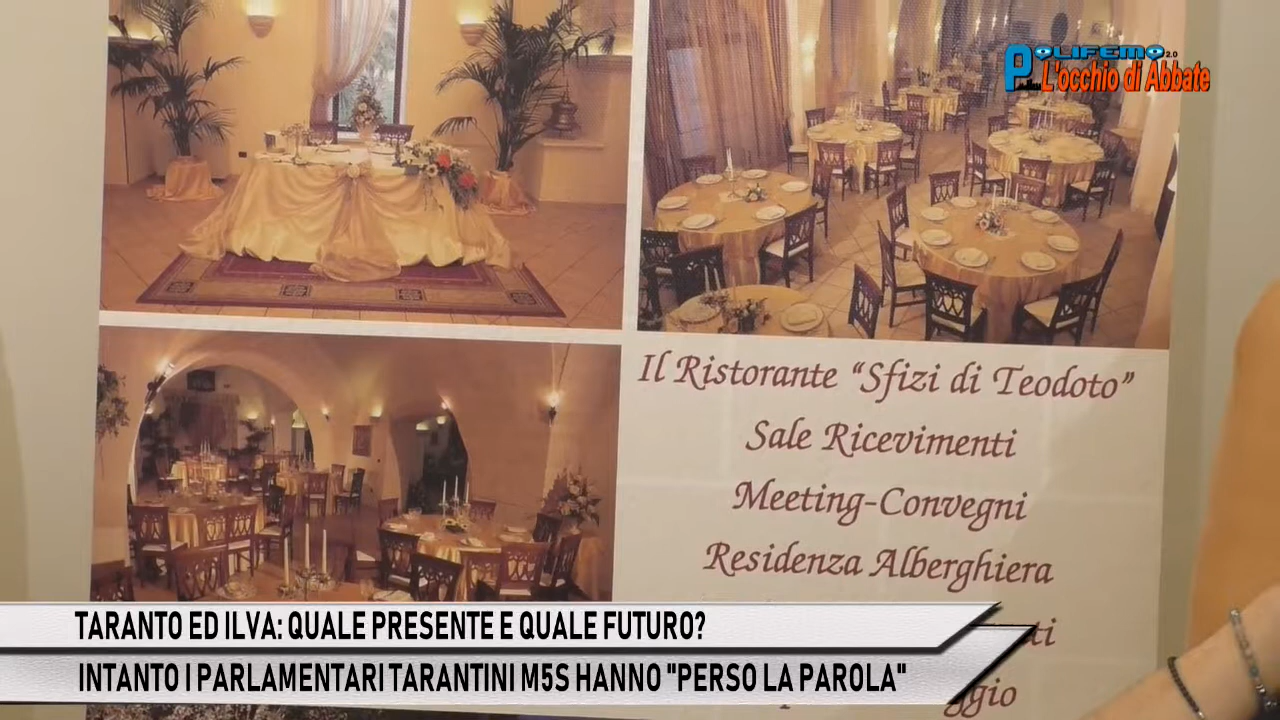 POLIFEMO 2.0
L'occhio di Abbate
Il Ristorante “Sfizi di Teodoto”
Sale Ricevimenti
Meeting-Convegni
Residenza Alberghiera
TARANTO ED ILVA: QUALE PRESENTE E QUALE FUTURO?
INTANTO I PARLAMENTARI TARANTINI M5S HANNO "PERSO LA PAROLA"